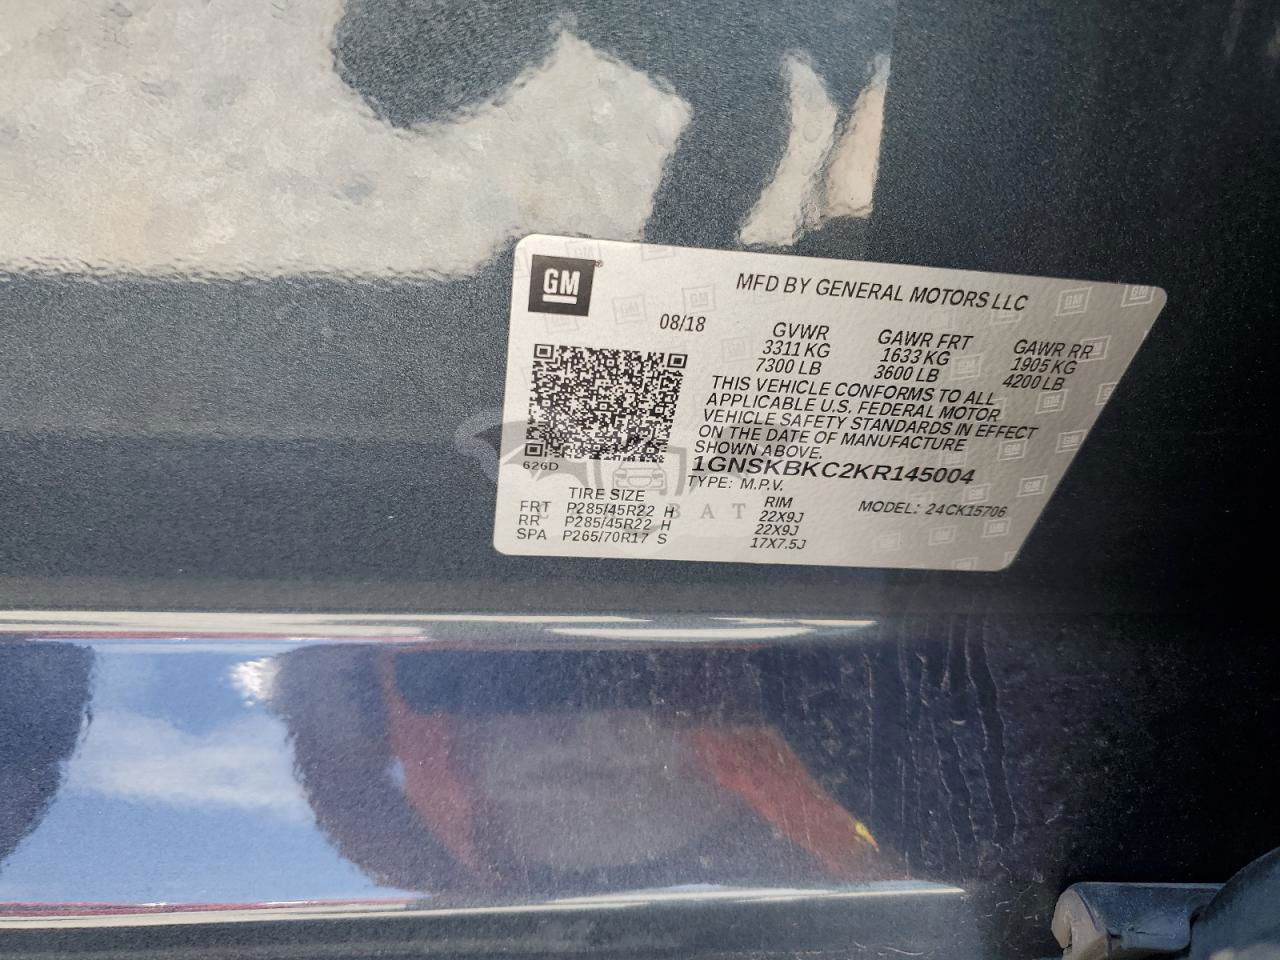 GM®
MFD BY GENERAL MOTORS LLC
08/18
GVWR
3311 KG
7300 LB
GAWR FRT
1633 KG
3600 LB
GAWR RR
1905 KG
4200 LB
THIS VEHICLE CONFORMS TO ALL
APPLICABLE U.S. FEDERAL MOTOR
VEHICLE SAFETY STANDARDS IN EFFECT
ON THE DATE OF MANUFACTURE
SHOWN ABOVE.
626D
1GNSKBKC2KR145004
TYPE: M.P.V.
MODEL: 24CK15706
TIRE SIZE RIM
FRT P285/45R22 H 22X9J
RR P285/45R22 H 22X9J
SPA P265/70R17 S 17X7.5J